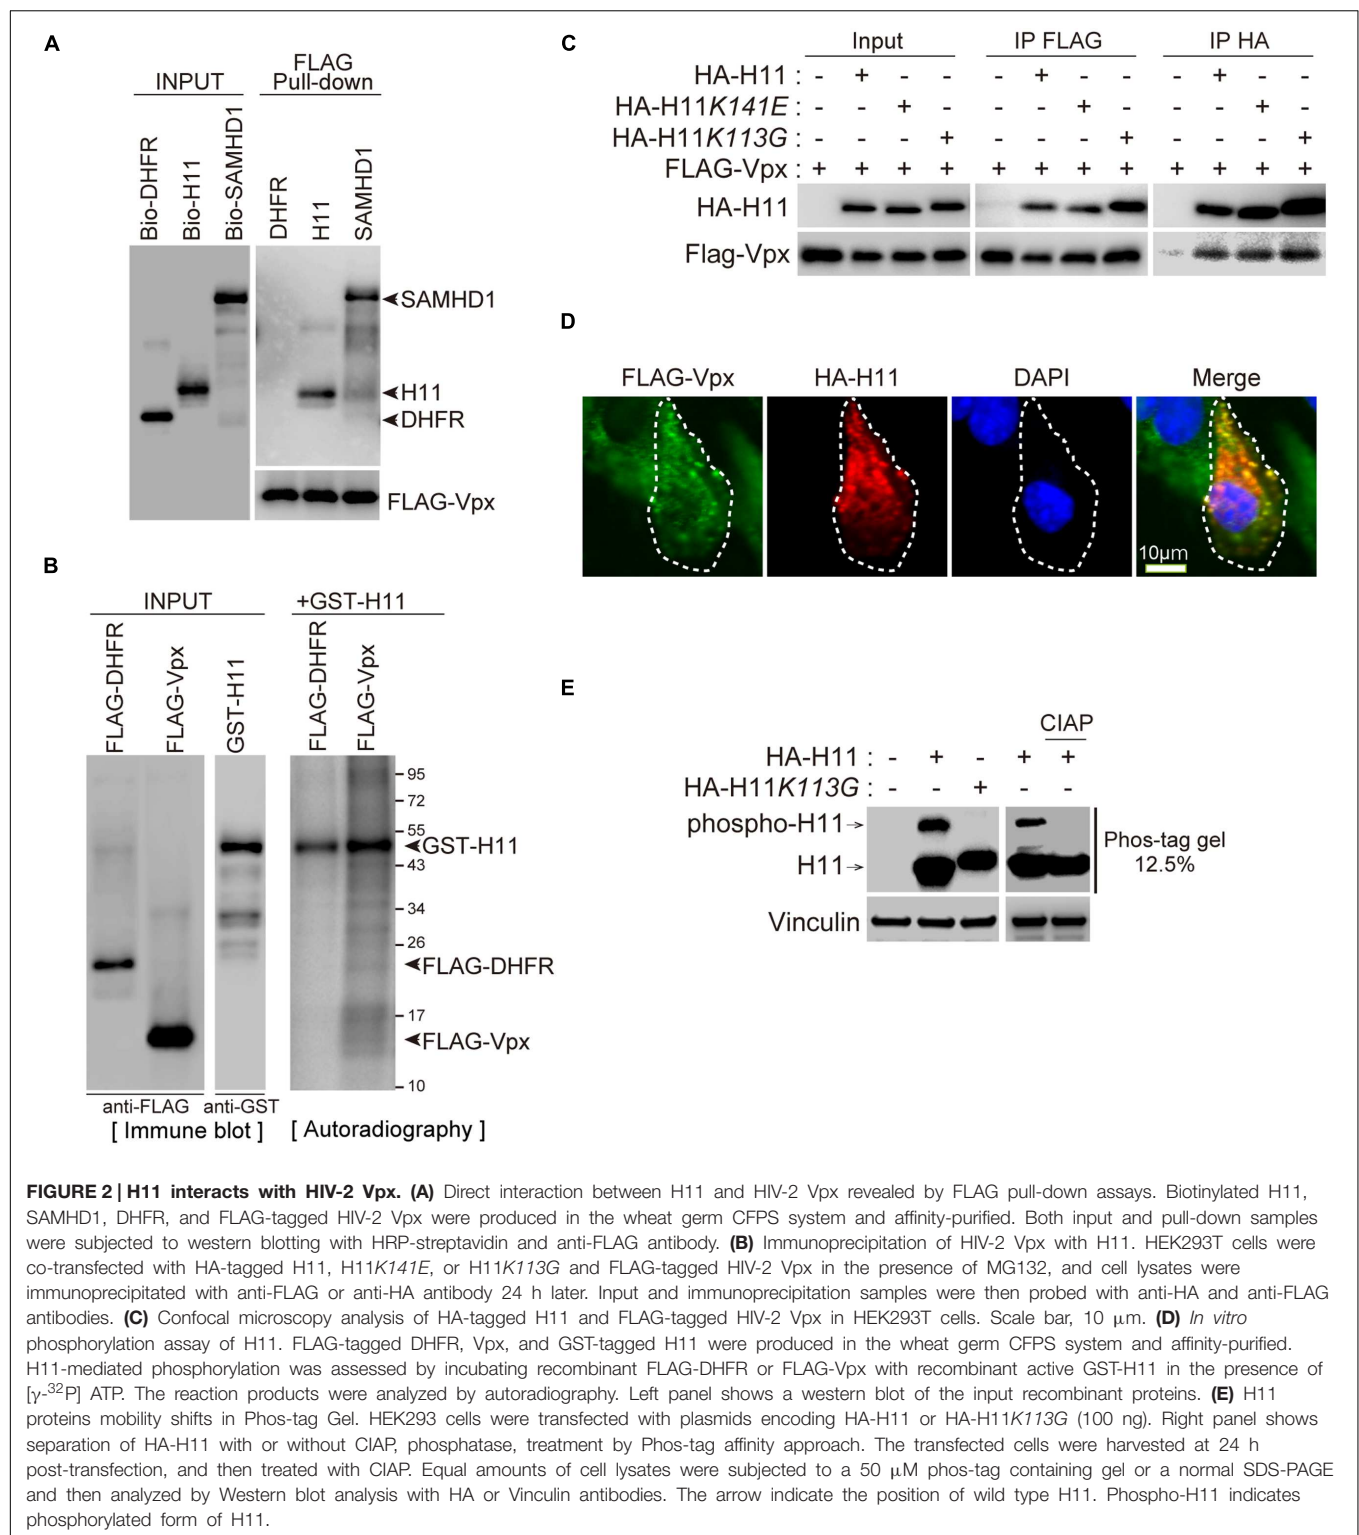 A
INPUT
FLAG
Pull-down
Bio-DHFR
Bio-H11
Bio-SAMHD1
DHFR
H11
SAMHD1
SAMHD1
H11
DHFR
FLAG-Vpx
B
INPUT
+GST-H11
FLAG-DHFR
FLAG-Vpx
GST-H11
FLAG-DHFR
FLAG-Vpx
95
72
55
GST-H11
43
34
26
FLAG-DHFR
17
FLAG-Vpx
10
anti-FLAG anti-GST
[ Immune blot ] [ Autoradiography ]
C
Input IP FLAG IP HA
HA-H11 : - + - - - + - - - + - -
HA-H11K141E : - - + - - - + - - - + -
HA-H11K113G : - - - + - - - + - - - +
FLAG-Vpx : + + + + + + + + + + + +
HA-H11
Flag-Vpx
D
FLAG-Vpx HA-H11 DAPI Merge
10μm
E
CIAP
HA-H11 : - + - + +
HA-H11K113G : - - + - -
phospho-H11→
H11→
Phos-tag gel
12.5%
Vinculin
FIGURE 2 | H11 interacts with HIV-2 Vpx. (A) Direct interaction between H11 and HIV-2 Vpx revealed by FLAG pull-down assays. Biotinylated H11,
SAMHD1, DHFR, and FLAG-tagged HIV-2 Vpx were produced in the wheat germ CFPS system and affinity-purified. Both input and pull-down samples
were subjected to western blotting with HRP-streptavidin and anti-FLAG antibody. (B) Immunoprecipitation of HIV-2 Vpx with H11. HEK293T cells were
co-transfected with HA-tagged H11, H11K141E, or H11K113G and FLAG-tagged HIV-2 Vpx in the presence of MG132, and cell lysates were
immunoprecipitated with anti-FLAG or anti-HA antibody 24 h later. Input and immunoprecipitation samples were then probed with anti-HA and anti-FLAG
antibodies. (C) Confocal microscopy analysis of HA-tagged H11 and FLAG-tagged HIV-2 Vpx in HEK293T cells. Scale bar, 10 μm. (D) In vitro
phosphorylation assay of H11. FLAG-tagged DHFR, Vpx, and GST-tagged H11 were produced in the wheat germ CFPS system and affinity-purified.
H11-mediated phosphorylation was assessed by incubating recombinant FLAG-DHFR or FLAG-Vpx with recombinant active GST-H11 in the presence of
[γ-³²P] ATP. The reaction products were analyzed by autoradiography. Left panel shows a western blot of the input recombinant proteins. (E) H11
proteins mobility shifts in Phos-tag Gel. HEK293 cells were transfected with plasmids encoding HA-H11 or HA-H11K113G (100 ng). Right panel shows
separation of HA-H11 with or without CIAP, phosphatase, treatment by Phos-tag affinity approach. The transfected cells were harvested at 24 h
post-transfection, and then treated with CIAP. Equal amounts of cell lysates were subjected to a 50 μM phos-tag containing gel or a normal SDS-PAGE
and then analyzed by Western blot analysis with HA or Vinculin antibodies. The arrow indicate the position of wild type H11. Phospho-H11 indicates
phosphorylated form of H11.